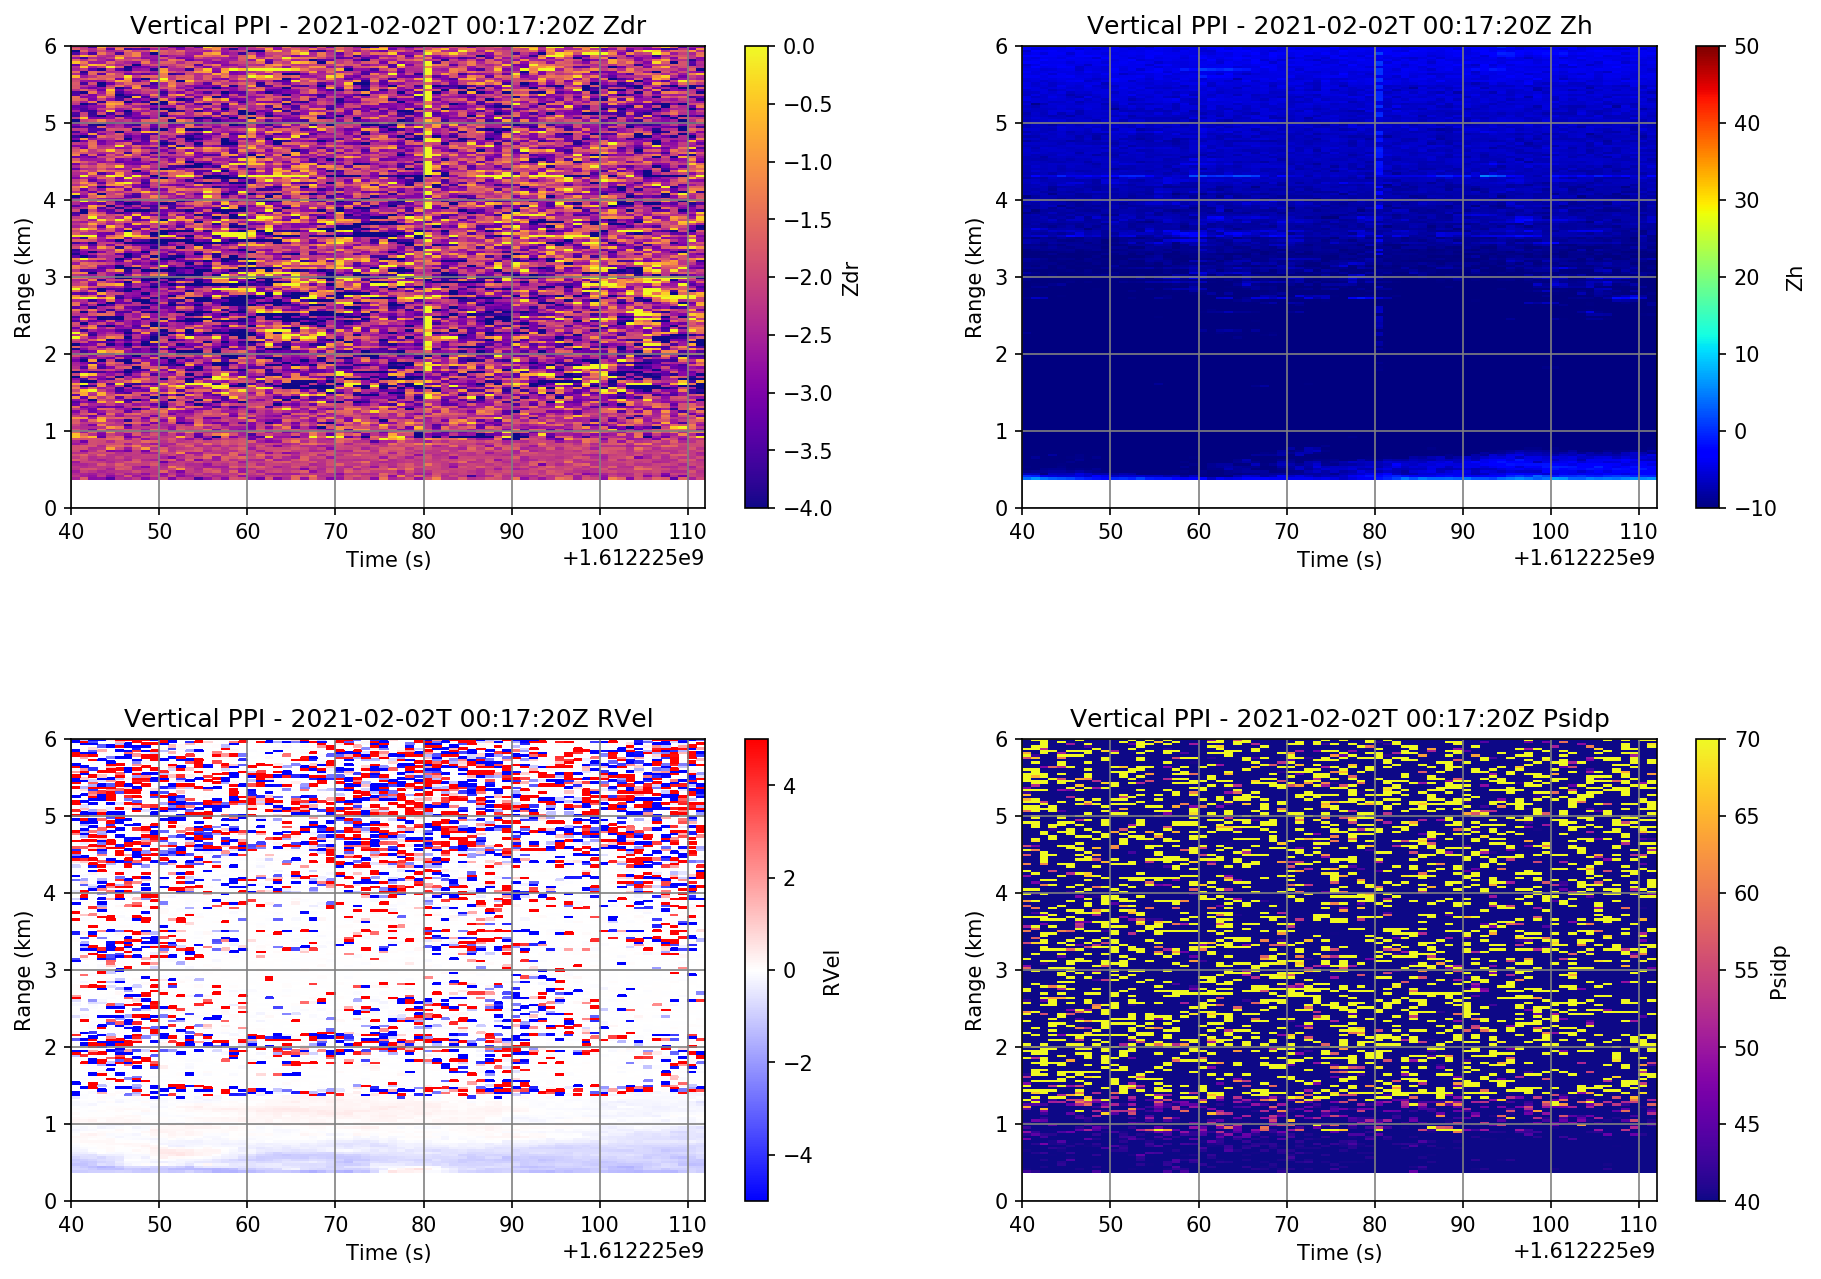 Vertical PPI - 2021-02-02T 00:17:20Z Zdr
6
5
4
3
2
1
0
Range (km)
40 50 60 70 80 90 100 110
Time (s)
+1.612225e9
0.0
−0.5
−1.0
−1.5
−2.0
−2.5
−3.0
−3.5
−4.0
Zdr
Vertical PPI - 2021-02-02T 00:17:20Z Zh
6
5
4
3
2
1
0
Range (km)
40 50 60 70 80 90 100 110
Time (s)
+1.612225e9
50
40
30
20
10
0
−10
Zh
Vertical PPI - 2021-02-02T 00:17:20Z RVel
6
5
4
3
2
1
0
Range (km)
40 50 60 70 80 90 100 110
Time (s)
+1.612225e9
4
2
0
−2
−4
RVel
Vertical PPI - 2021-02-02T 00:17:20Z Psidp
6
5
4
3
2
1
0
Range (km)
40 50 60 70 80 90 100 110
Time (s)
+1.612225e9
70
65
60
55
50
45
40
Psidp